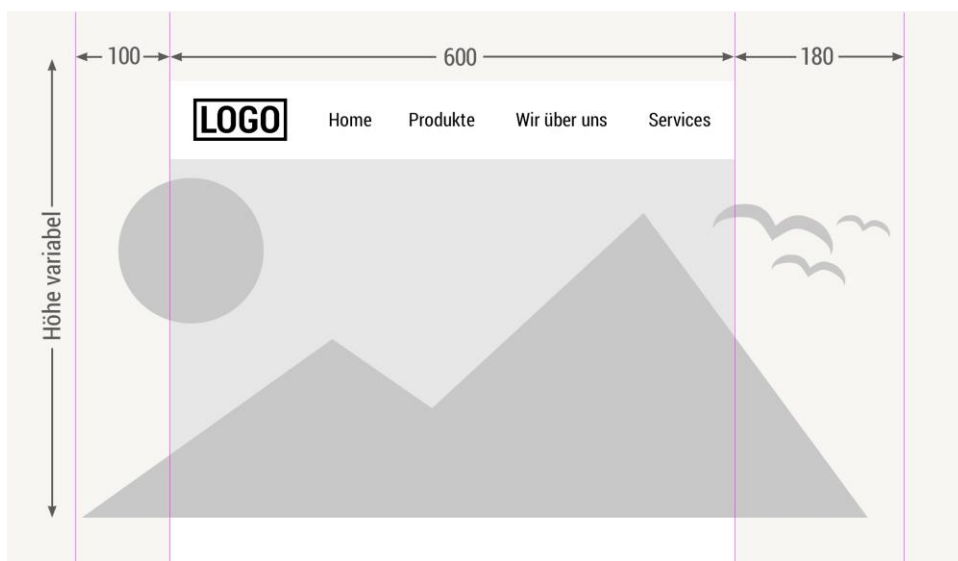 100
600
180
LOGO
Home
Produkte
Wir über uns
Services
Höhe variabel